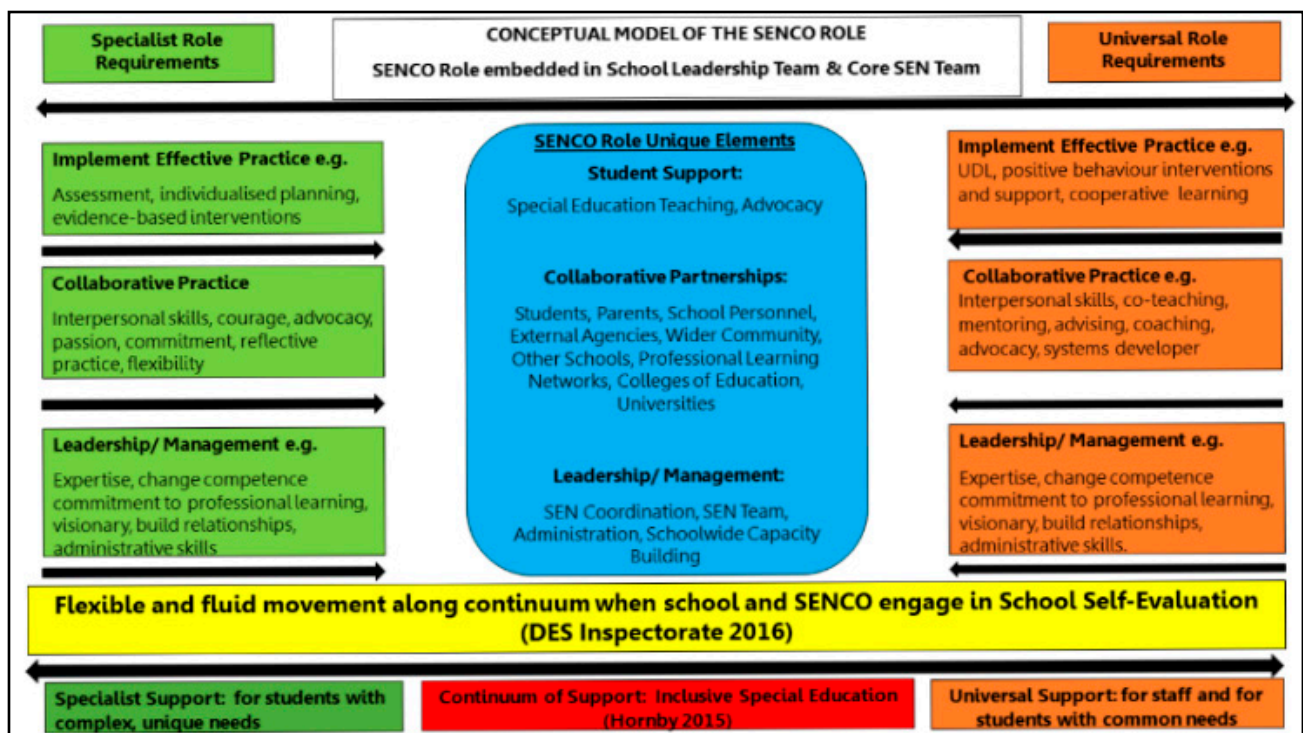 Specialist Role
Requirements
CONCEPTUAL MODEL OF THE SENCO ROLE
SENCO Role embedded in School Leadership Team & Core SEN Team
Universal Role
Requirements
Implement Effective Practice e.g.
Assessment, individualised planning,
evidence-based interventions
Collaborative Practice
Interpersonal skills, courage, advocacy,
passion, commitment, reflective
practice, flexibility
Leadership/ Management e.g.
Expertise, change competence
commitment to professional learning,
visionary, build relationships,
administrative skills
SENCO Role Unique Elements
Student Support:
Special Education Teaching, Advocacy
Collaborative Partnerships:
Students, Parents, School Personnel,
External Agencies, Wider Community,
Other Schools, Professional Learning
Networks, Colleges of Education,
Universities
Leadership/ Management:
SEN Coordination, SEN Team,
Administration, Schoolwide Capacity
Building
Implement Effective Practice e.g.
UDL, positive behaviour interventions
and support, cooperative learning
Collaborative Practice e.g.
Interpersonal skills, co-teaching,
mentoring, advising, coaching,
advocacy, systems developer
Leadership/ Management e.g.
Expertise, change competence
commitment to professional learning,
visionary, build relationships,
administrative skills.
Flexible and fluid movement along continuum when school and SENCO engage in School Self-Evaluation
(DES Inspectorate 2016)
Specialist Support: for students with
complex, unique needs
Continuum of Support: Inclusive Special Education
(Hornby 2015)
Universal Support: for staff and for
students with common needs